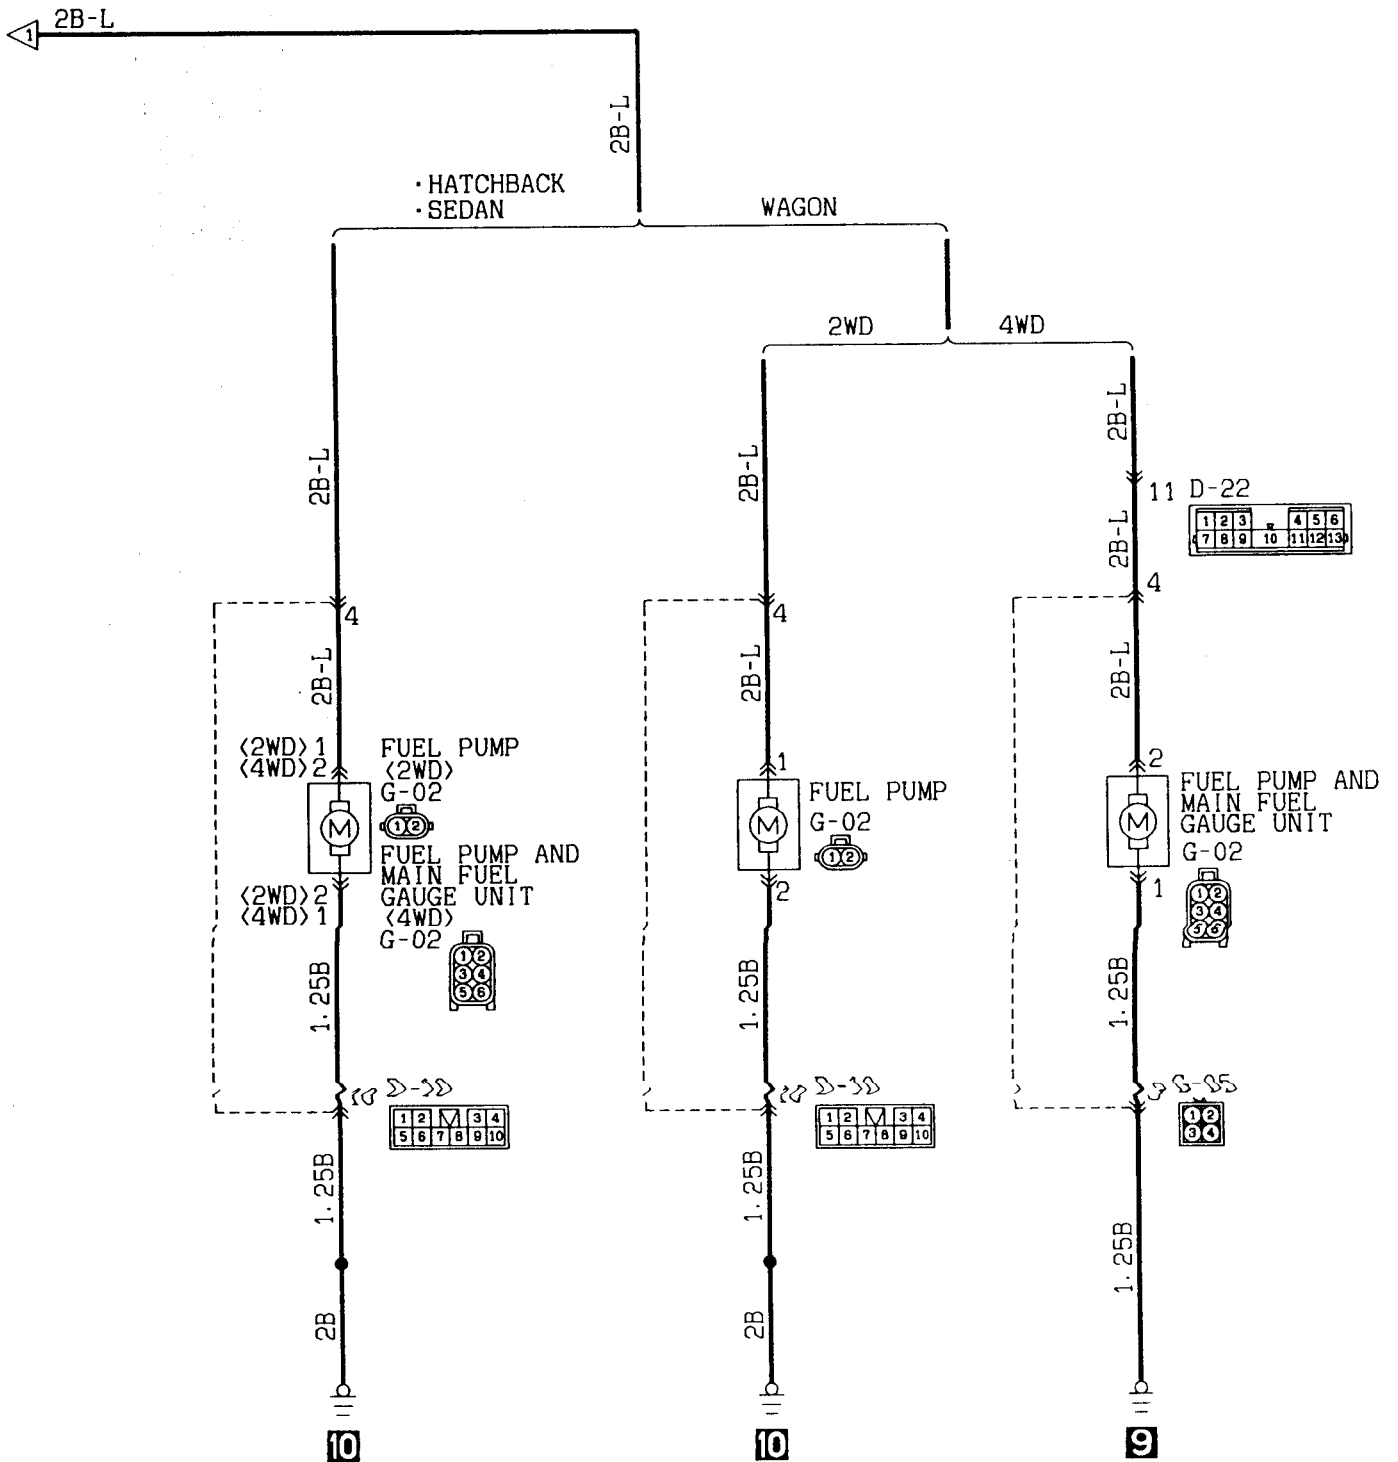 1
2B-L
2B-L
·HATCHBACK
·SEDAN
WAGON
2WD
4WD
2B-L
2B-L
2B-L
11 D-22
1 2 3 4 5 6
7 8 9 10 11 12 13
2B-L
4
4
4
2B-L
2B-L
2B-L
<2WD>1
<4WD>2
FUEL PUMP
<2WD>
G-02
1 2
M
FUEL PUMP AND
MAIN FUEL
GAUGE UNIT
<4WD>
G-02
1 2
3 4
5 6
<2WD>2
<4WD>1
1
FUEL PUMP
G-02
1 2
M
2
2
FUEL PUMP AND
MAIN FUEL
GAUGE UNIT
G-02
1 2
3 4
5 6
M
1
1.25B
1.25B
1.25B
1 2 3 4
5 6 7 8 9 10
1 2 3 4
5 6 7 8 9 10
1 2
3 4
1.25B
1.25B
1.25B
2B
2B
10
10
9